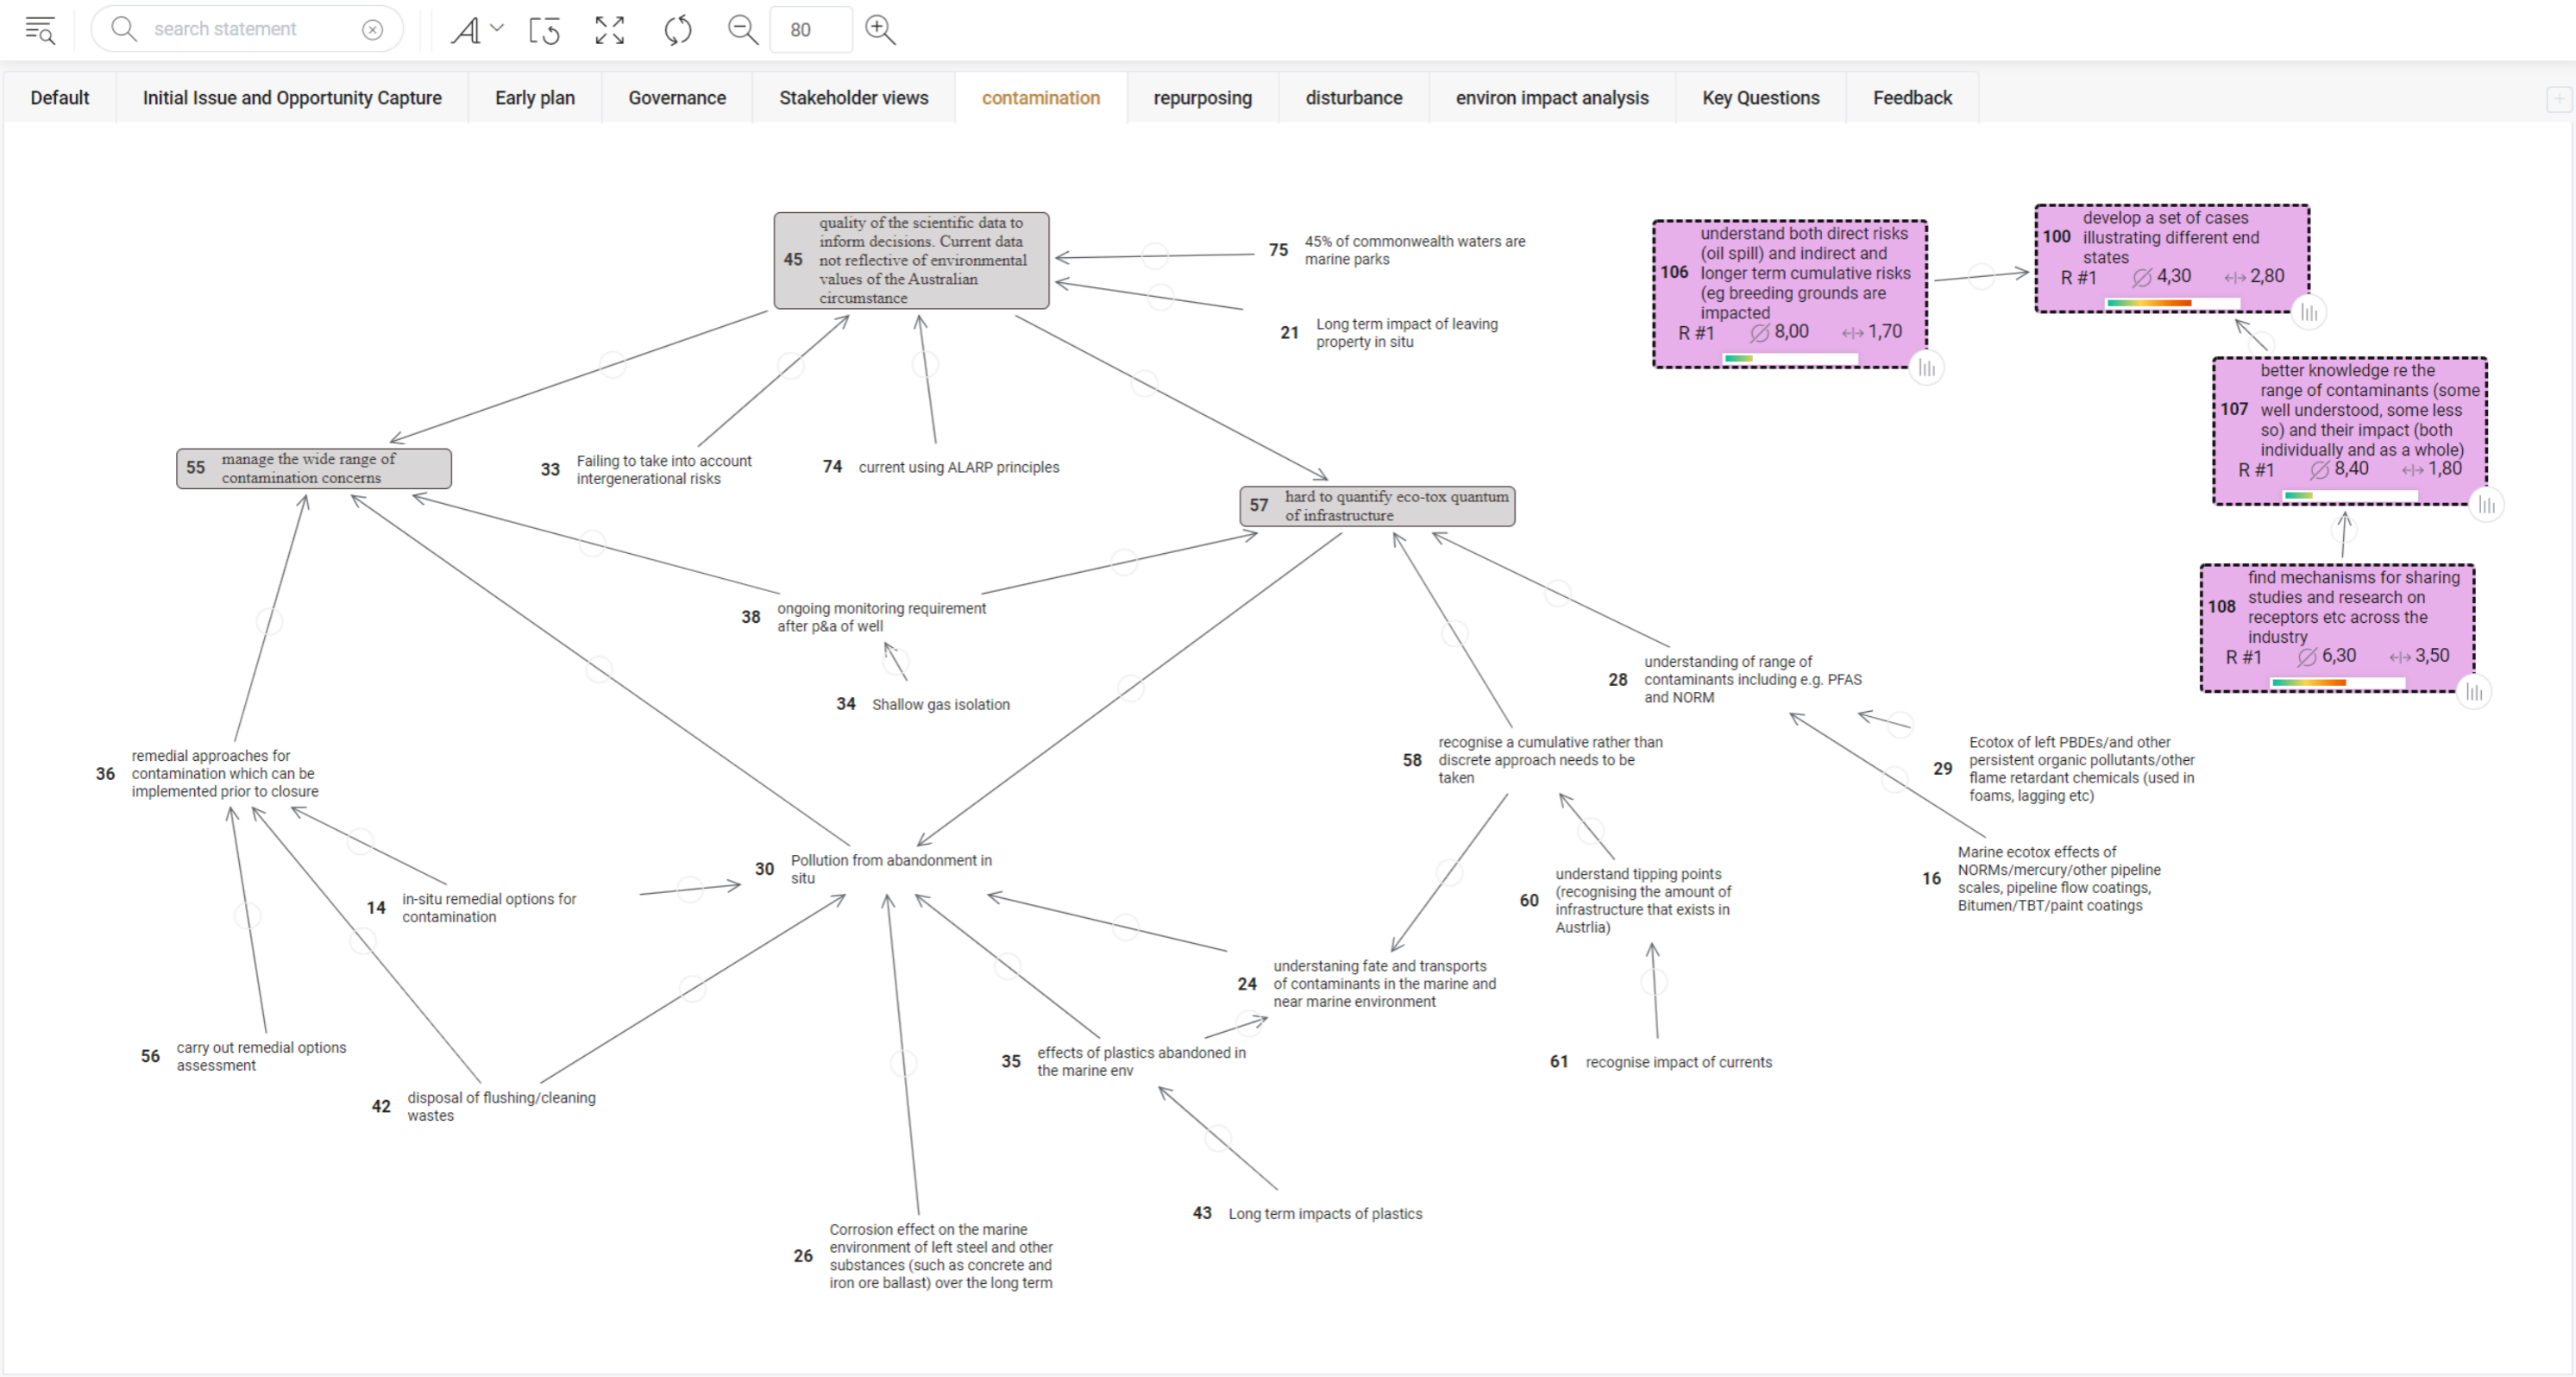 search statement
80
Default
Initial Issue and Opportunity Capture
Early plan
Governance
Stakeholder views
contamination
repurposing
disturbance
environ impact analysis
Key Questions
Feedback
45
quality of the scientific data to
inform decisions. Current data
not reflective of environmental
values of the Australian
circumstance
75
45% of commonwealth waters are
marine parks
21
Long term impact of leaving
property in situ
106
understand both direct risks
(oil spill) and indirect and
longer term cumulative risks
(eg breeding grounds are
impacted
R #1 ∅ 8,00 1,70
100
develop a set of cases
illustrating different end
states
R #1 ∅ 4,30 2,80
107
better knowledge re the
range of contaminants (some
well understood, some less
so) and their impact (both
individually and as a whole)
R #1 ∅ 8,40 1,80
108
find mechanisms for sharing
studies and research on
receptors etc across the
industry
R #1 ∅ 6,30 3,50
55
manage the wide range of
contamination concerns
33
Failing to take into account
intergenerational risks
74
current using ALARP principles
57
hard to quantify eco-tox quantum
of infrastructure
38
ongoing monitoring requirement
after p&a of well
34
Shallow gas isolation
28
understanding of range of
contaminants including e.g. PFAS
and NORM
36
remedial approaches for
contamination which can be
implemented prior to closure
58
recognise a cumulative rather than
discrete approach needs to be
taken
29
Ecotox of left PBDEs/and other
persistent organic pollutants/other
flame retardant chemicals (used in
foams, lagging etc)
30
Pollution from abandonment in
situ
14
in-situ remedial options for
contamination
60
understand tipping points
(recognising the amount of
infrastructure that exists in
Austrlia)
16
Marine ecotox effects of
NORMs/mercury/other pipeline
scales, pipeline flow coatings,
Bitumen/TBT/paint coatings
24
understaning fate and transports
of contaminants in the marine and
near marine environment
56
carry out remedial options
assessment
35
effects of plastics abandoned in
the marine env
61
recognise impact of currents
42
disposal of flushing/cleaning
wastes
43
Long term impacts of plastics
26
Corrosion effect on the marine
environment of left steel and other
substances (such as concrete and
iron ore ballast) over the long term